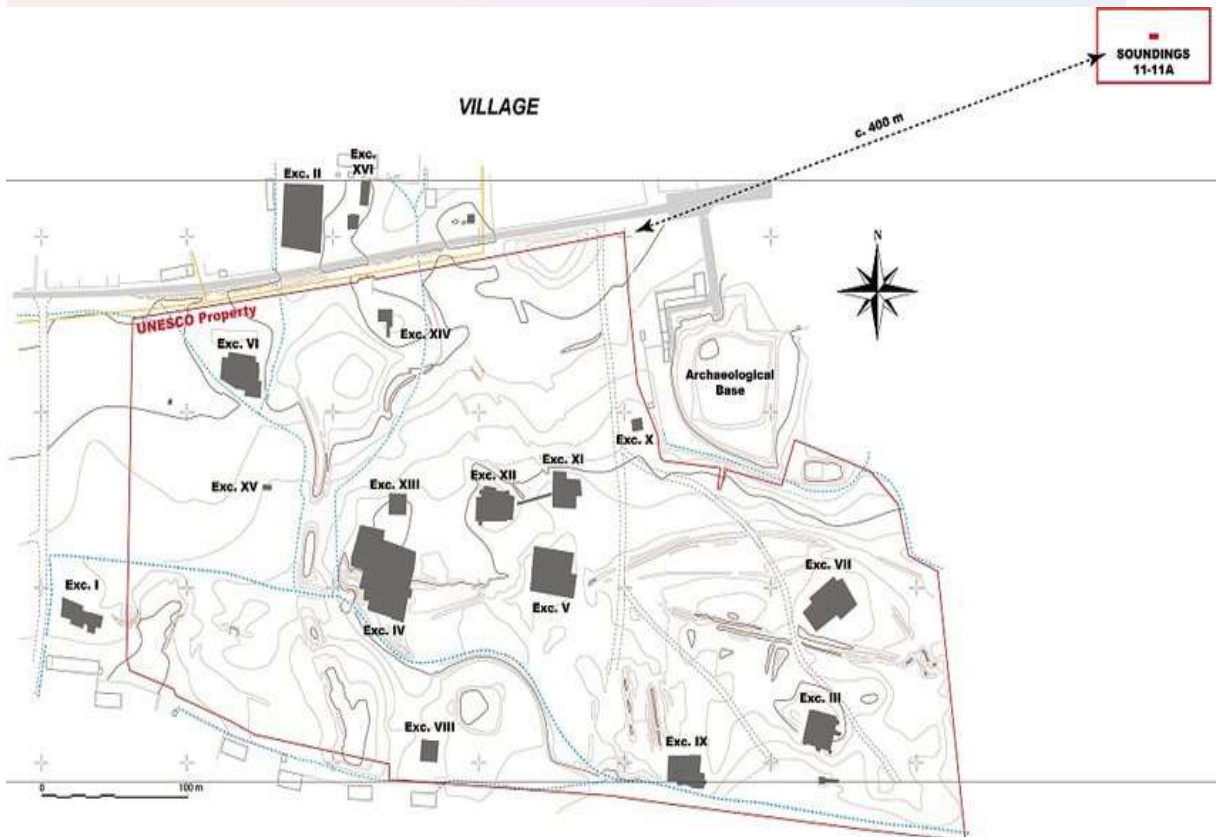 SOUNDINGS
11-11A
c. 400 m
VILLAGE
Exc.
XVI
Exc. II
N
UNESCO Property
Exc. XIV
Exc. VI
Archaeological
Base
Exc. X
Exc. XI
Exc. XII
Exc. XV
Exc. XIII
Exc. VII
Exc. I
Exc. V
Exc. IV
Exc. III
Exc. VIII
Exc. IX
0
100 m